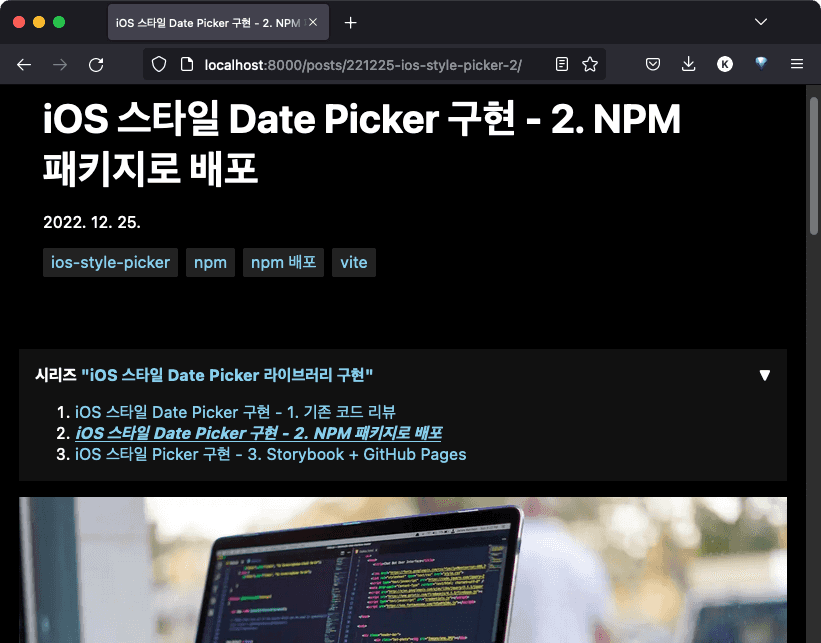 iOS 스타일 Date Picker 구현 - 2. NPM
localhost:8000/posts/221225-ios-style-picker-2/
K
iOS 스타일 Date Picker 구현 - 2. NPM
패키지로 배포
2022. 12. 25.
ios-style-picker npm npm 배포 vite
시리즈 "iOS 스타일 Date Picker 라이브러리 구현" ▼
1. iOS 스타일 Date Picker 구현 - 1. 기존 코드 리뷰
2. iOS 스타일 Date Picker 구현 - 2. NPM 패키지로 배포
3. iOS 스타일 Picker 구현 - 3. Storybook + GitHub Pages